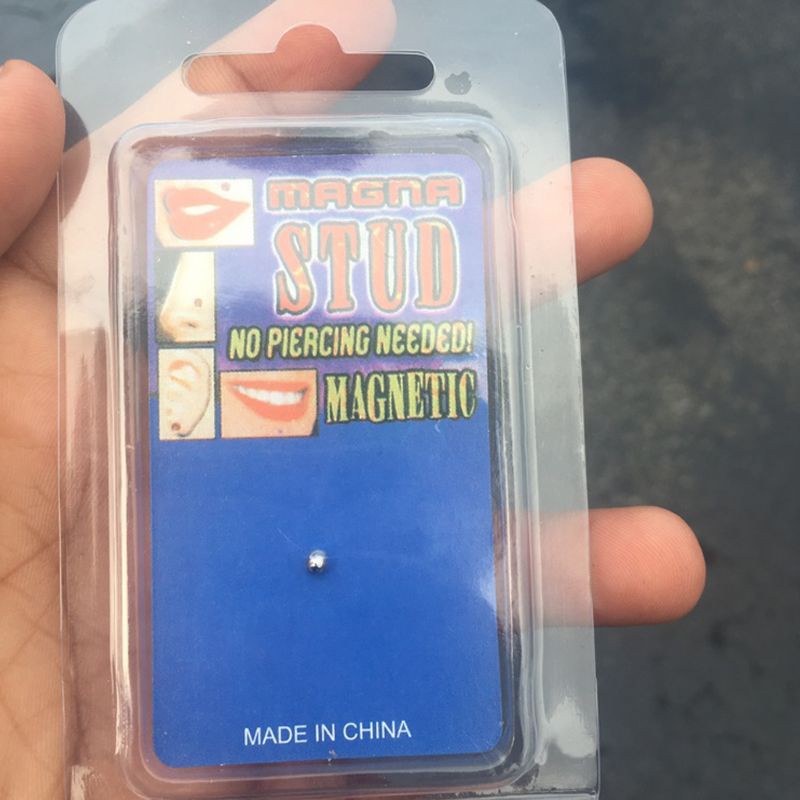 MAGNA
STUD
NO PIERCING NEEDED!
MAGNETIC
MADE IN CHINA